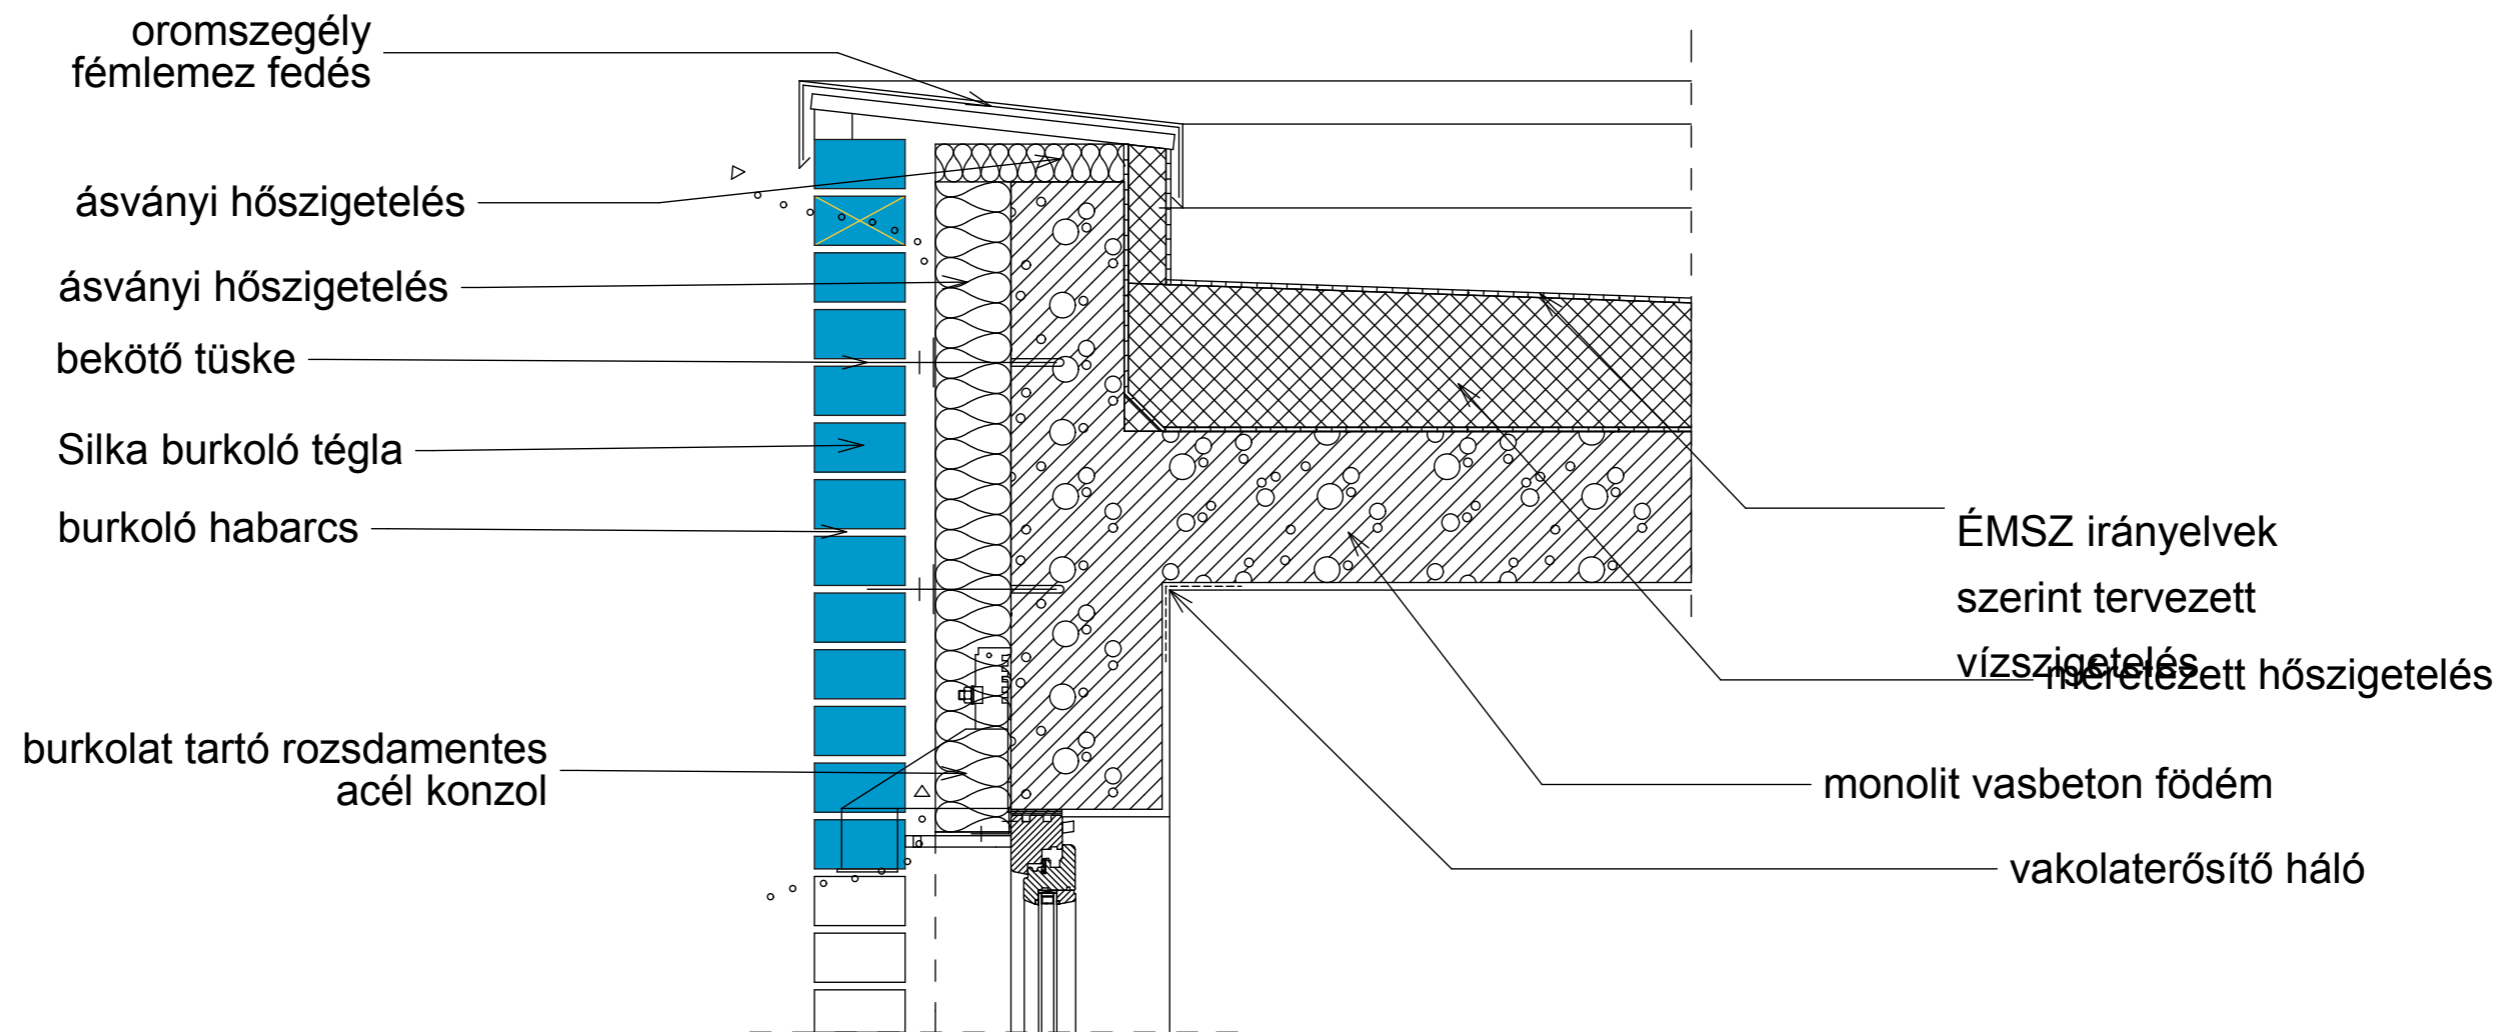 oromszegély
fémlemez fedés
ásványi hőszigetelés
ásványi hőszigetelés
bekötő tüske
Silka burkoló tégla
burkoló habarcs
burkolat tartó rozsdamentes
acél konzol
ÉMSZ irányelvek
szerint tervezett
vízszigetelés
méretezett hőszigetelés
monolit vasbeton födém
vakolaterősítő háló